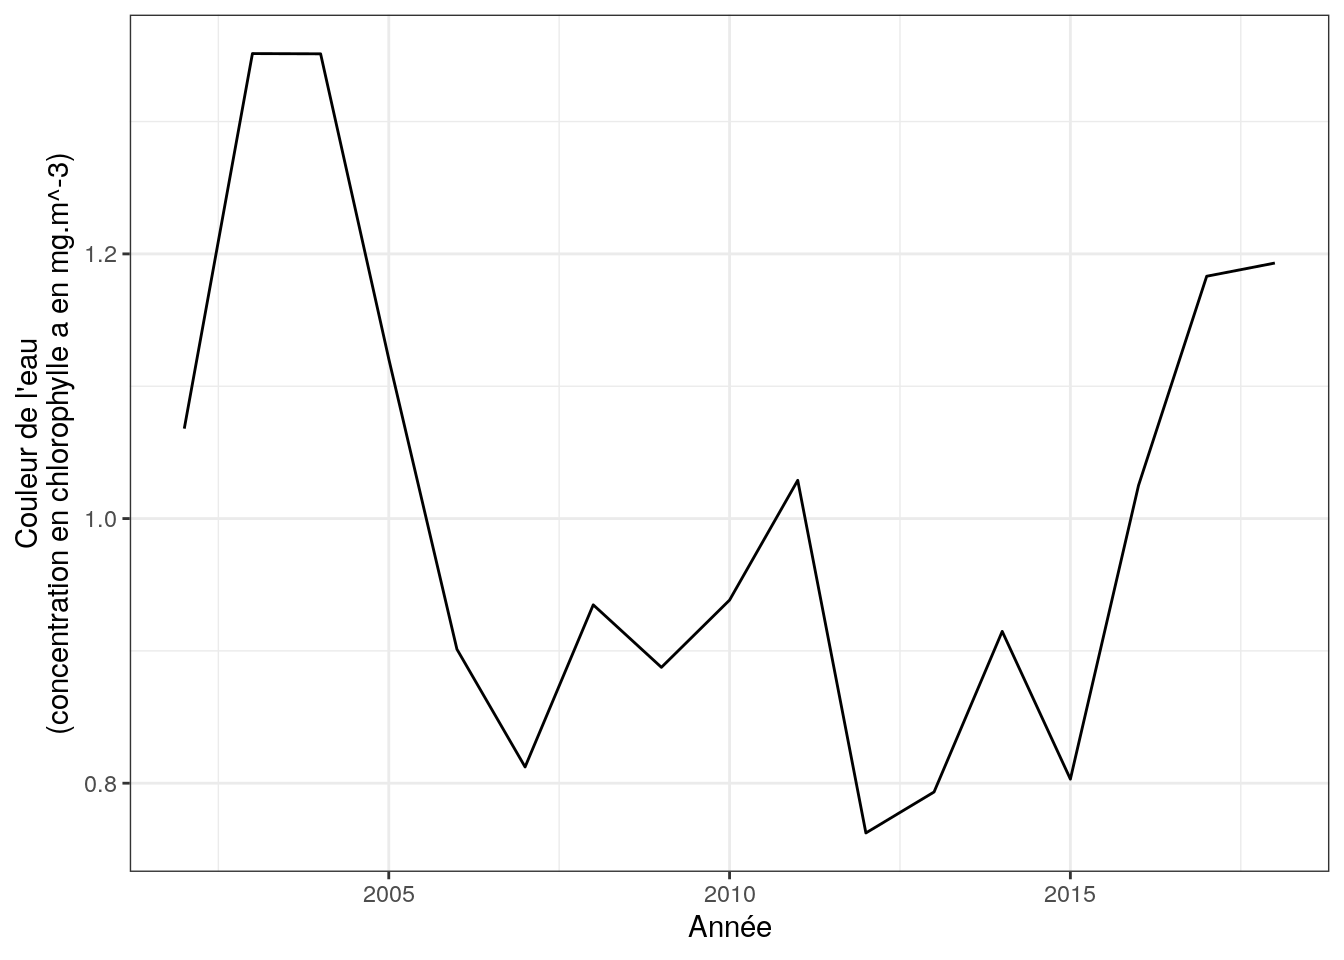 Couleur de l'eau
(concentration en chlorophylle a en mg.m^-3)
1.2
1.0
0.8
2005
2010
2015
Année